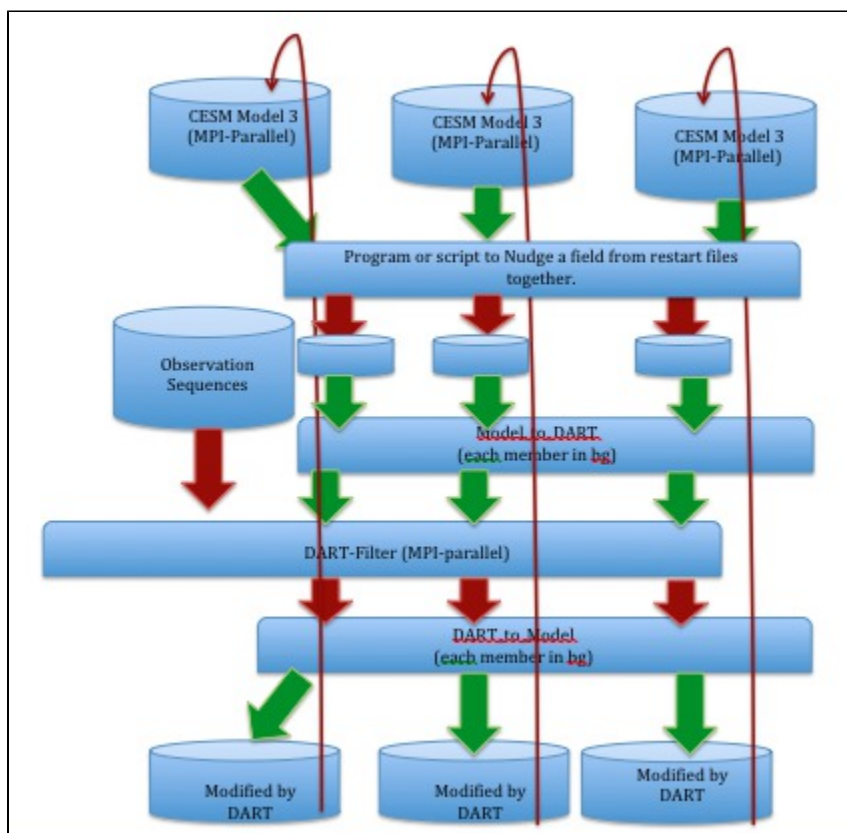 CESM Model 3
(MPI-Parallel)
CESM Model 3
(MPI-Parallel)
CESM Model 3
(MPI-Parallel)
Program or script to Nudge a field from restart files
together.
Observation
Sequences
Model to DART
(each member in bg)
DART-Filter (MPI-parallel)
DART to Model
(each member in bg)
Modified by
DART
Modified by
DART
Modified by
DART